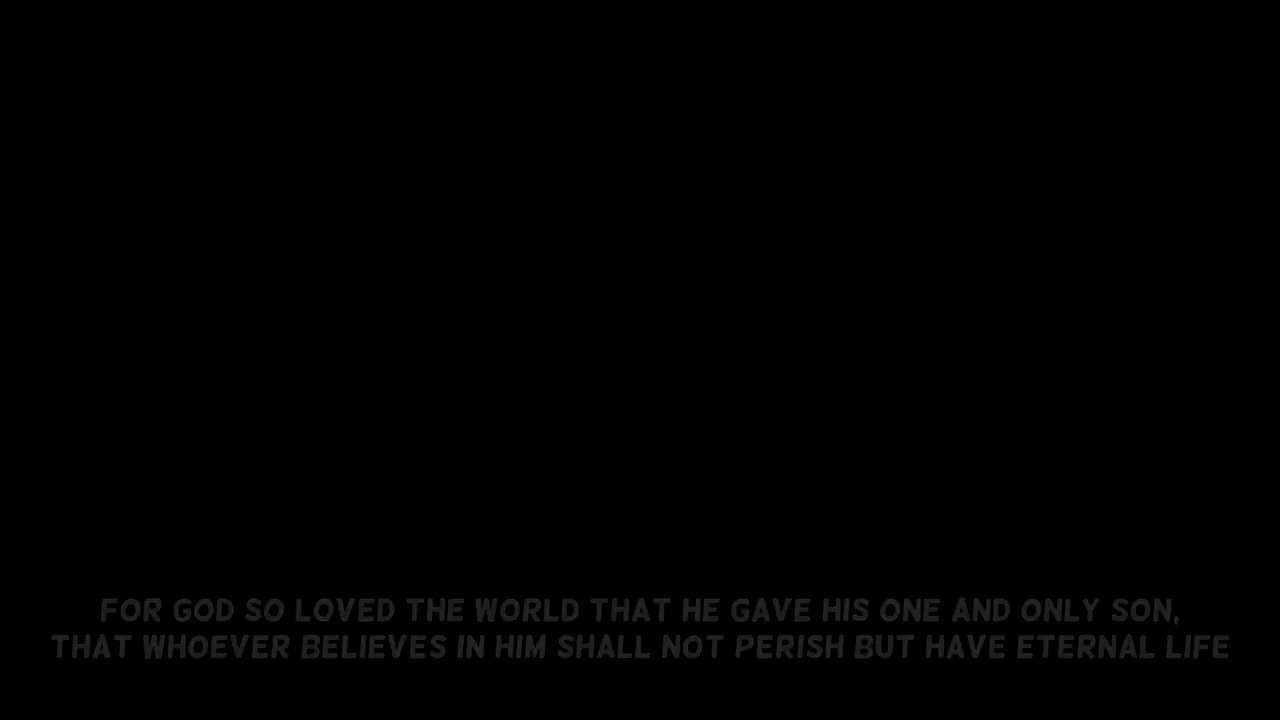 FOR GOD SO LOVED THE WORLD THAT HE GAVE HIS ONE AND ONLY SON,
THAT WHOEVER BELIEVES IN HIM SHALL NOT PERISH BUT HAVE ETERNAL LIFE